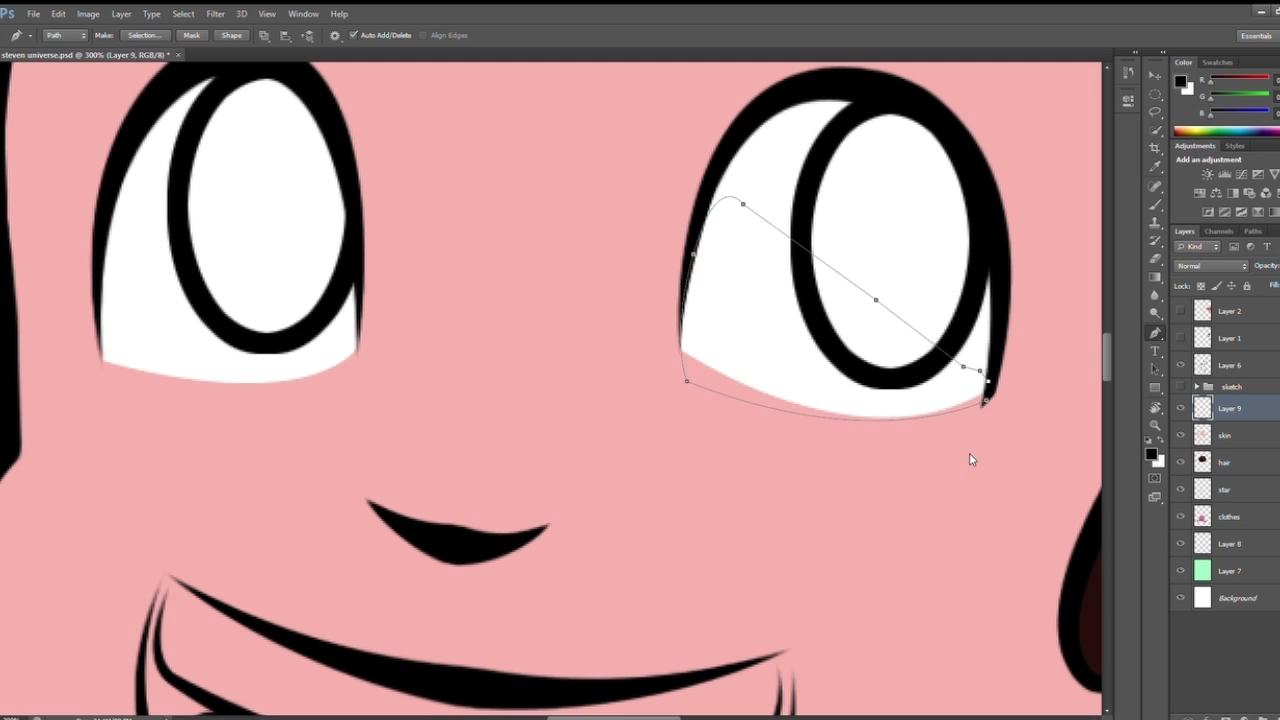 Ps File Edit Image Layer Type Select Filter 3D View Window Help
Path Make: Selection... Mask Shape Auto Add/Delete Align Edges Essentials
steven universe.psd @ 300% (Layer 9, RGB/8) * ×
Color Swatches
R
G
B
Adjustments Styles
Add an adjustment
Layers Channels Paths
Kind
Normal Opacity:
Lock: Fill:
Layer 2
Layer 1
Layer 6
sketch
Layer 9
skin
hair
star
clothes
Layer 8
Layer 7
Background